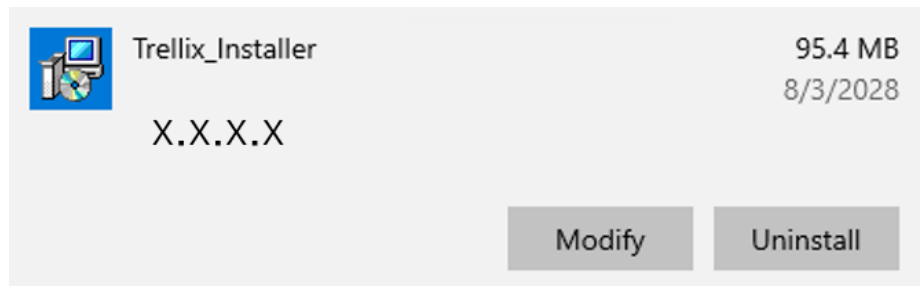 Trellix_Installer
95.4 MB
8/3/2028
X.X.X.X
Modify
Uninstall